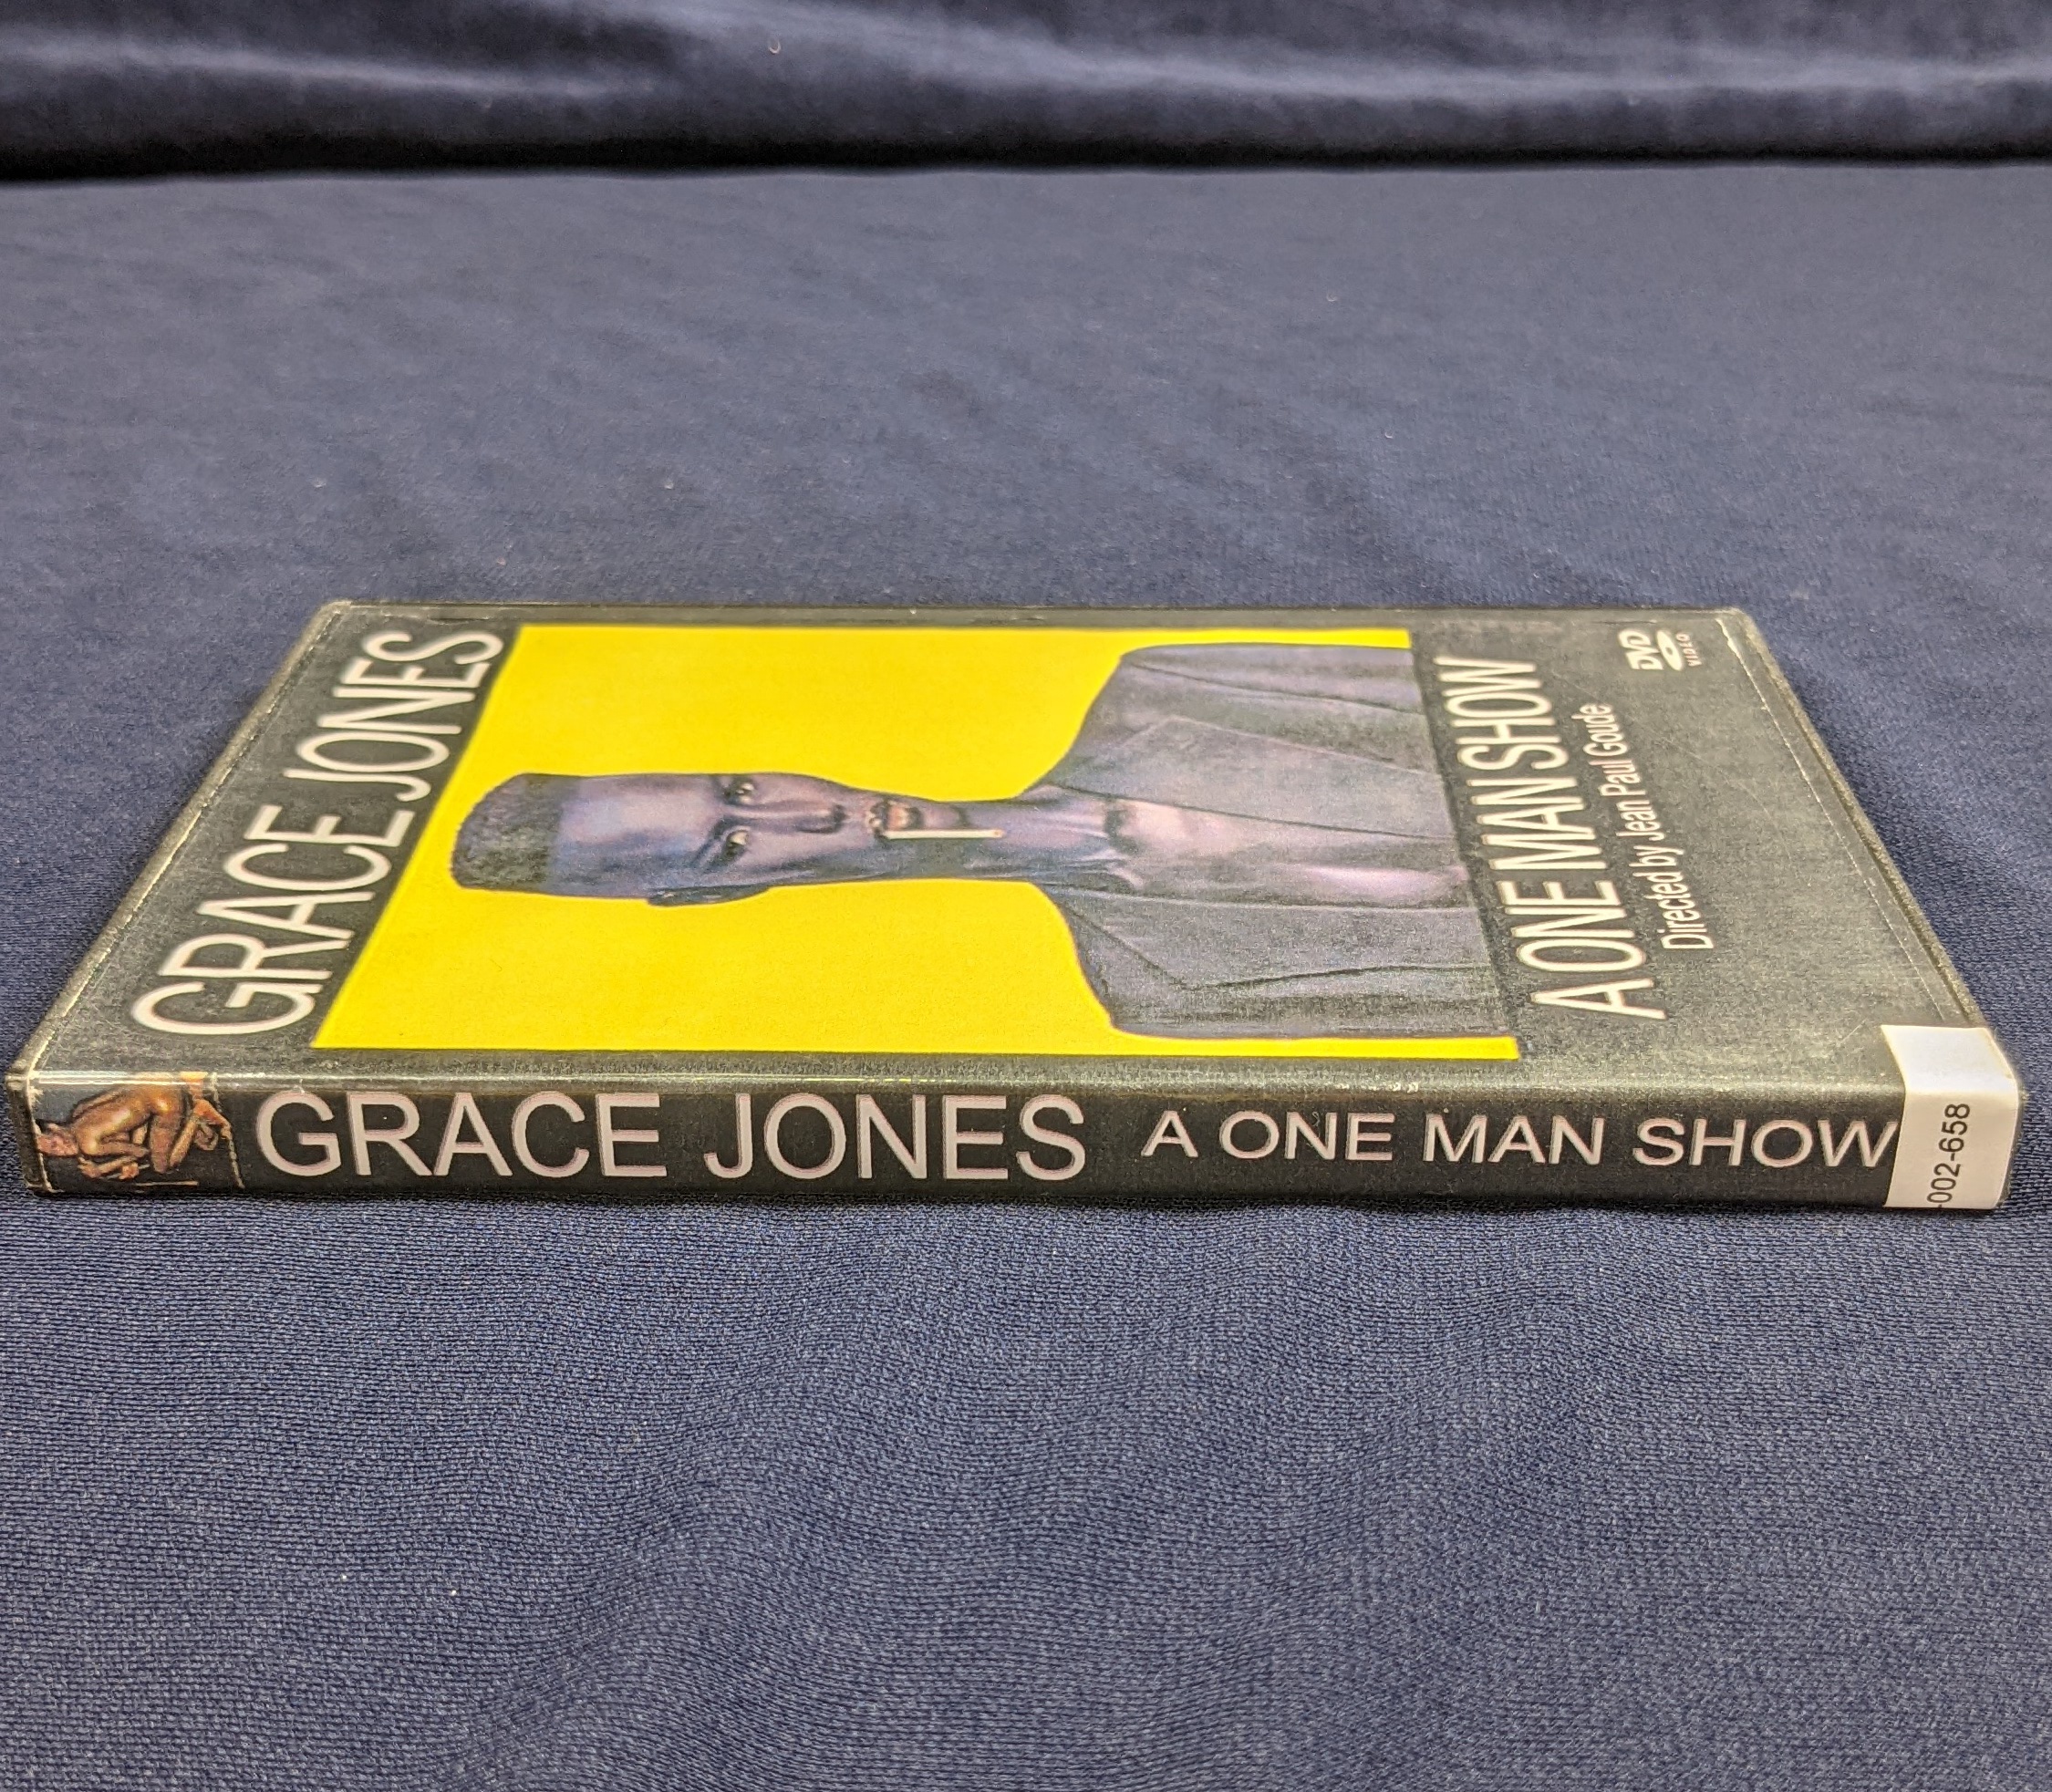 GRACE JONES
A ONE MAN SHOW
Directed by Jean Paul Goude
DVD
VIDEO
GRACE JONES A ONE MAN SHOW
002-658